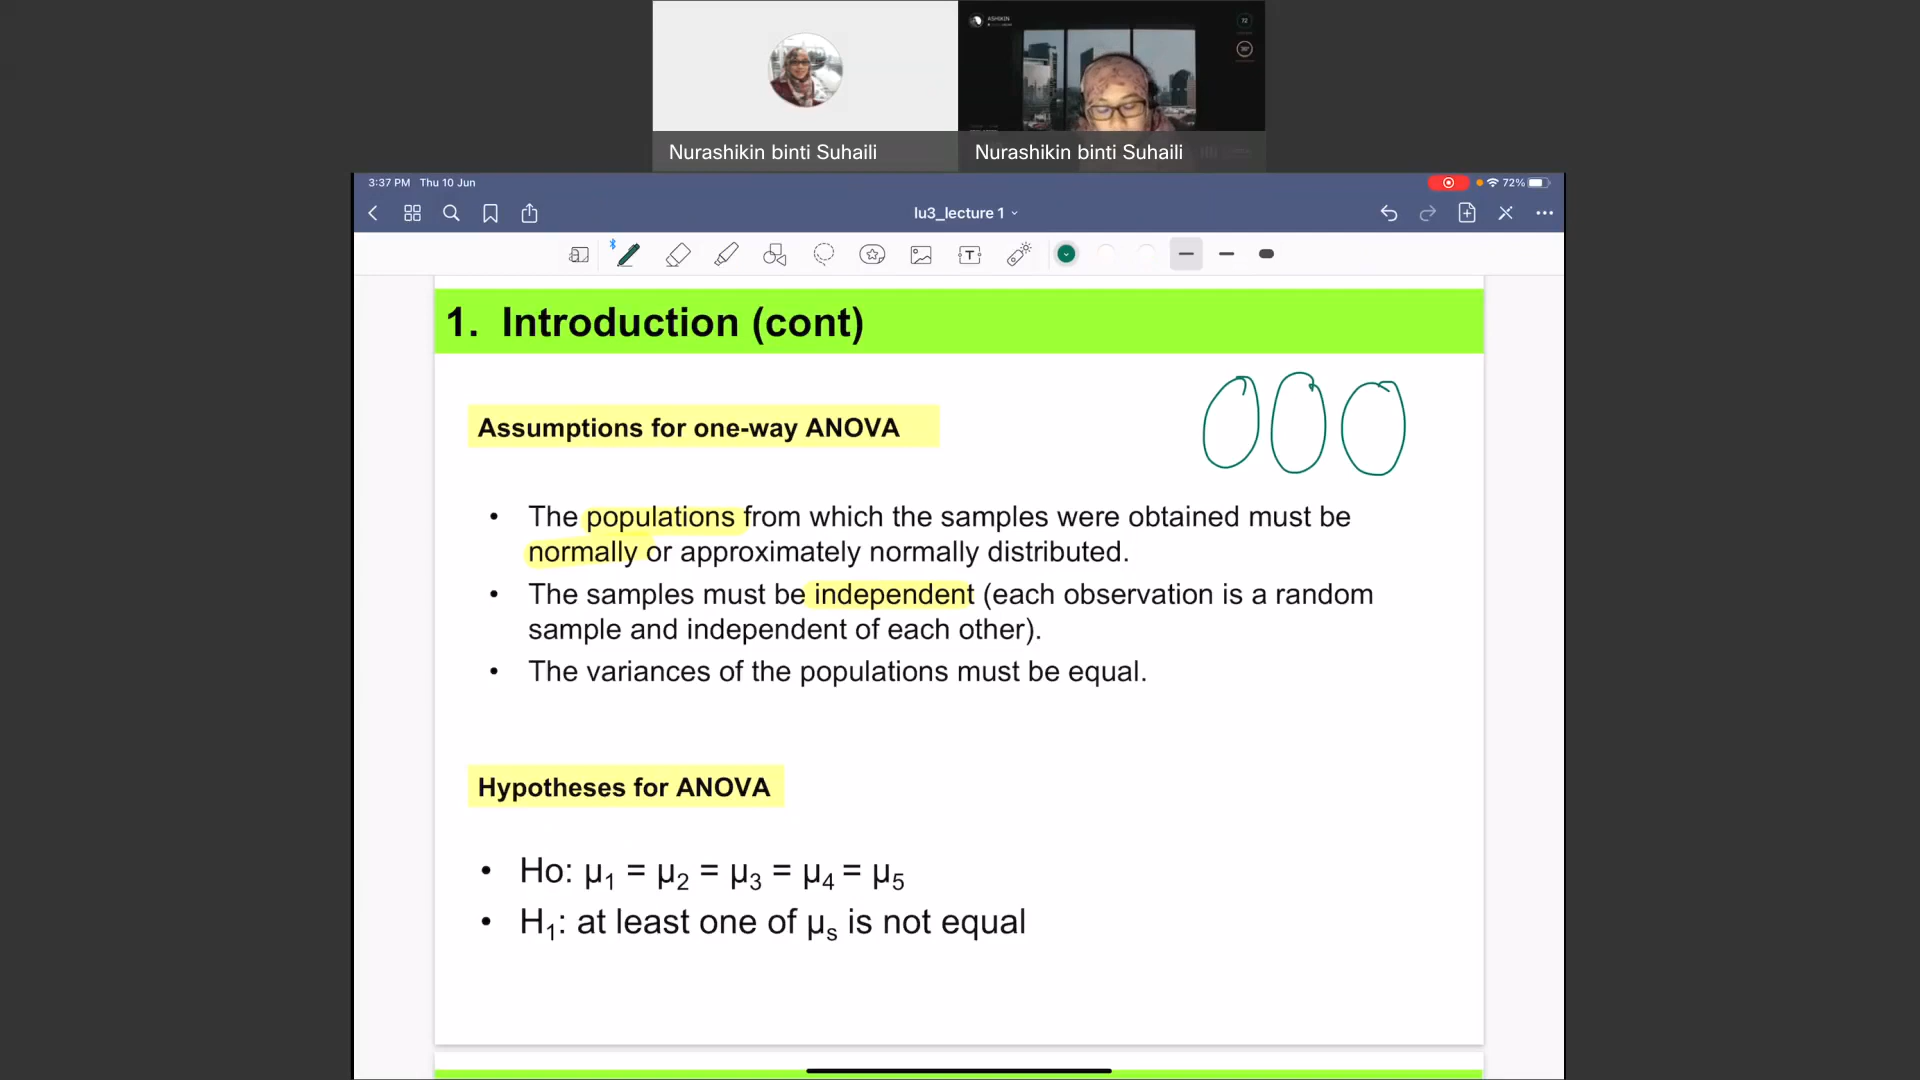 ASHIKIN
72
Nurashikin binti Suhaili
Nurashikin binti Suhaili
3:37 PM Thu 10 Jun
72%
lu3_lecture 1
1. Introduction (cont)
Assumptions for one-way ANOVA
• The populations from which the samples were obtained must be
normally or approximately normally distributed.
• The samples must be independent (each observation is a random
sample and independent of each other).
• The variances of the populations must be equal.
Hypotheses for ANOVA
• Ho: μ₁ = μ₂ = μ₃ = μ₄ = μ₅
• H₁: at least one of μₛ is not equal